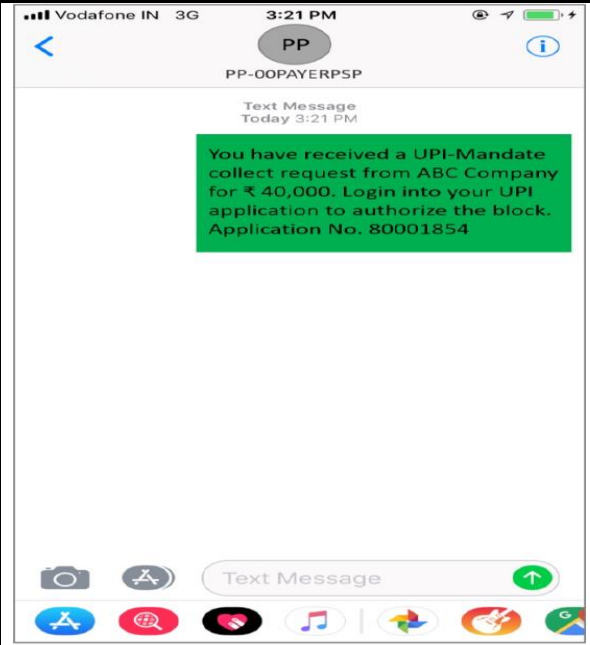 Vodafone IN 3G 3:21 PM
PP
PP-00PAYERPSP
Text Message
Today 3:21 PM
You have received a UPI-Mandate
collect request from ABC Company
for ₹ 40,000. Login into your UPI
application to authorize the block.
Application No. 80001854
Text Message
G